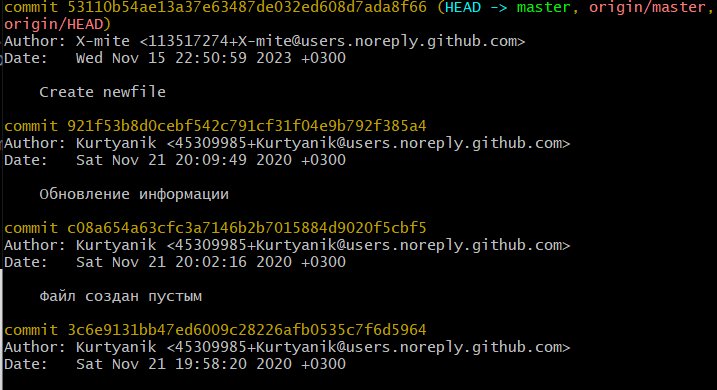 commit 53110b54ae13a37e63487de032ed608d7ada8f66 (HEAD -> master, origin/master,
origin/HEAD)
Author: X-mite <113517274+X-mite@users.noreply.github.com>
Date:   Wed Nov 15 22:50:59 2023 +0300
Create newfile
commit 921f53b8d0cebf542c791cf31f04e9b792f385a4
Author: Kurtyanik <45309985+Kurtyanik@users.noreply.github.com>
Date:   Sat Nov 21 20:09:49 2020 +0300
Обновление информации
commit c08a654a63cfc3a7146b2b7015884d9020f5cbf5
Author: Kurtyanik <45309985+Kurtyanik@users.noreply.github.com>
Date:   Sat Nov 21 20:02:16 2020 +0300
Файл создан пустым
commit 3c6e9131bb47ed6009c28226afb0535c7f6d5964
Author: Kurtyanik <45309985+Kurtyanik@users.noreply.github.com>
Date:   Sat Nov 21 19:58:20 2020 +0300